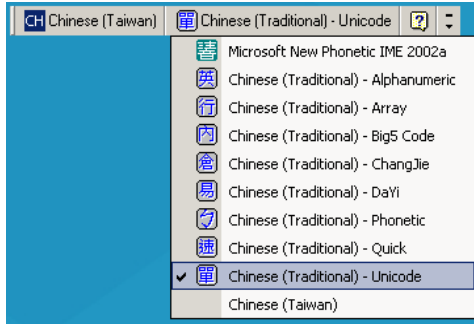 CH Chinese (Taiwan) 單 Chinese (Traditional) - Unicode ?
Microsoft New Phonetic IME 2002a
英 Chinese (Traditional) - Alphanumeric
行 Chinese (Traditional) - Array
內 Chinese (Traditional) - Big5 Code
倉 Chinese (Traditional) - ChangJie
易 Chinese (Traditional) - DaYi
ㄅ Chinese (Traditional) - Phonetic
速 Chinese (Traditional) - Quick
單 Chinese (Traditional) - Unicode
Chinese (Taiwan)